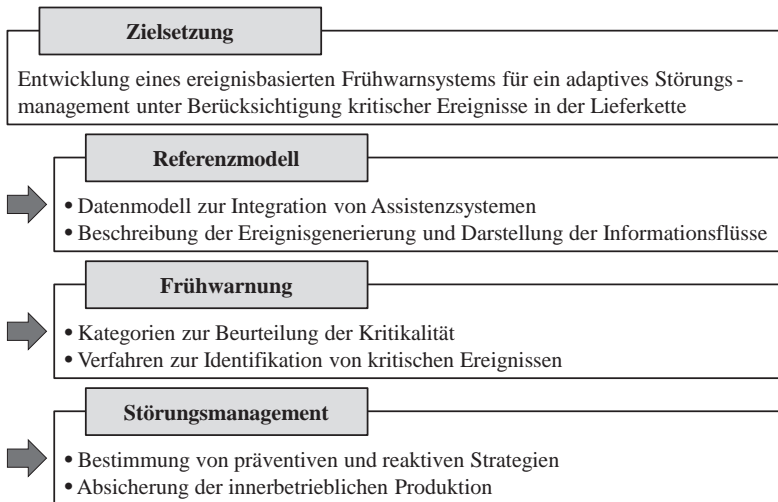 Zielsetzung
Entwicklung eines ereignisbasierten Frühwarnsystems für ein adaptives Störungs-
management unter Berücksichtigung kritischer Ereignisse in der Lieferkette
Referenzmodell
• Datenmodell zur Integration von Assistenzsystemen
• Beschreibung der Ereignisgenerierung und Darstellung der Informationsflüsse
Frühwarnung
• Kategorien zur Beurteilung der Kritikalität
• Verfahren zur Identifikation von kritischen Ereignissen
Störungsmanagement
• Bestimmung von präventiven und reaktiven Strategien
• Absicherung der innerbetrieblichen Produktion